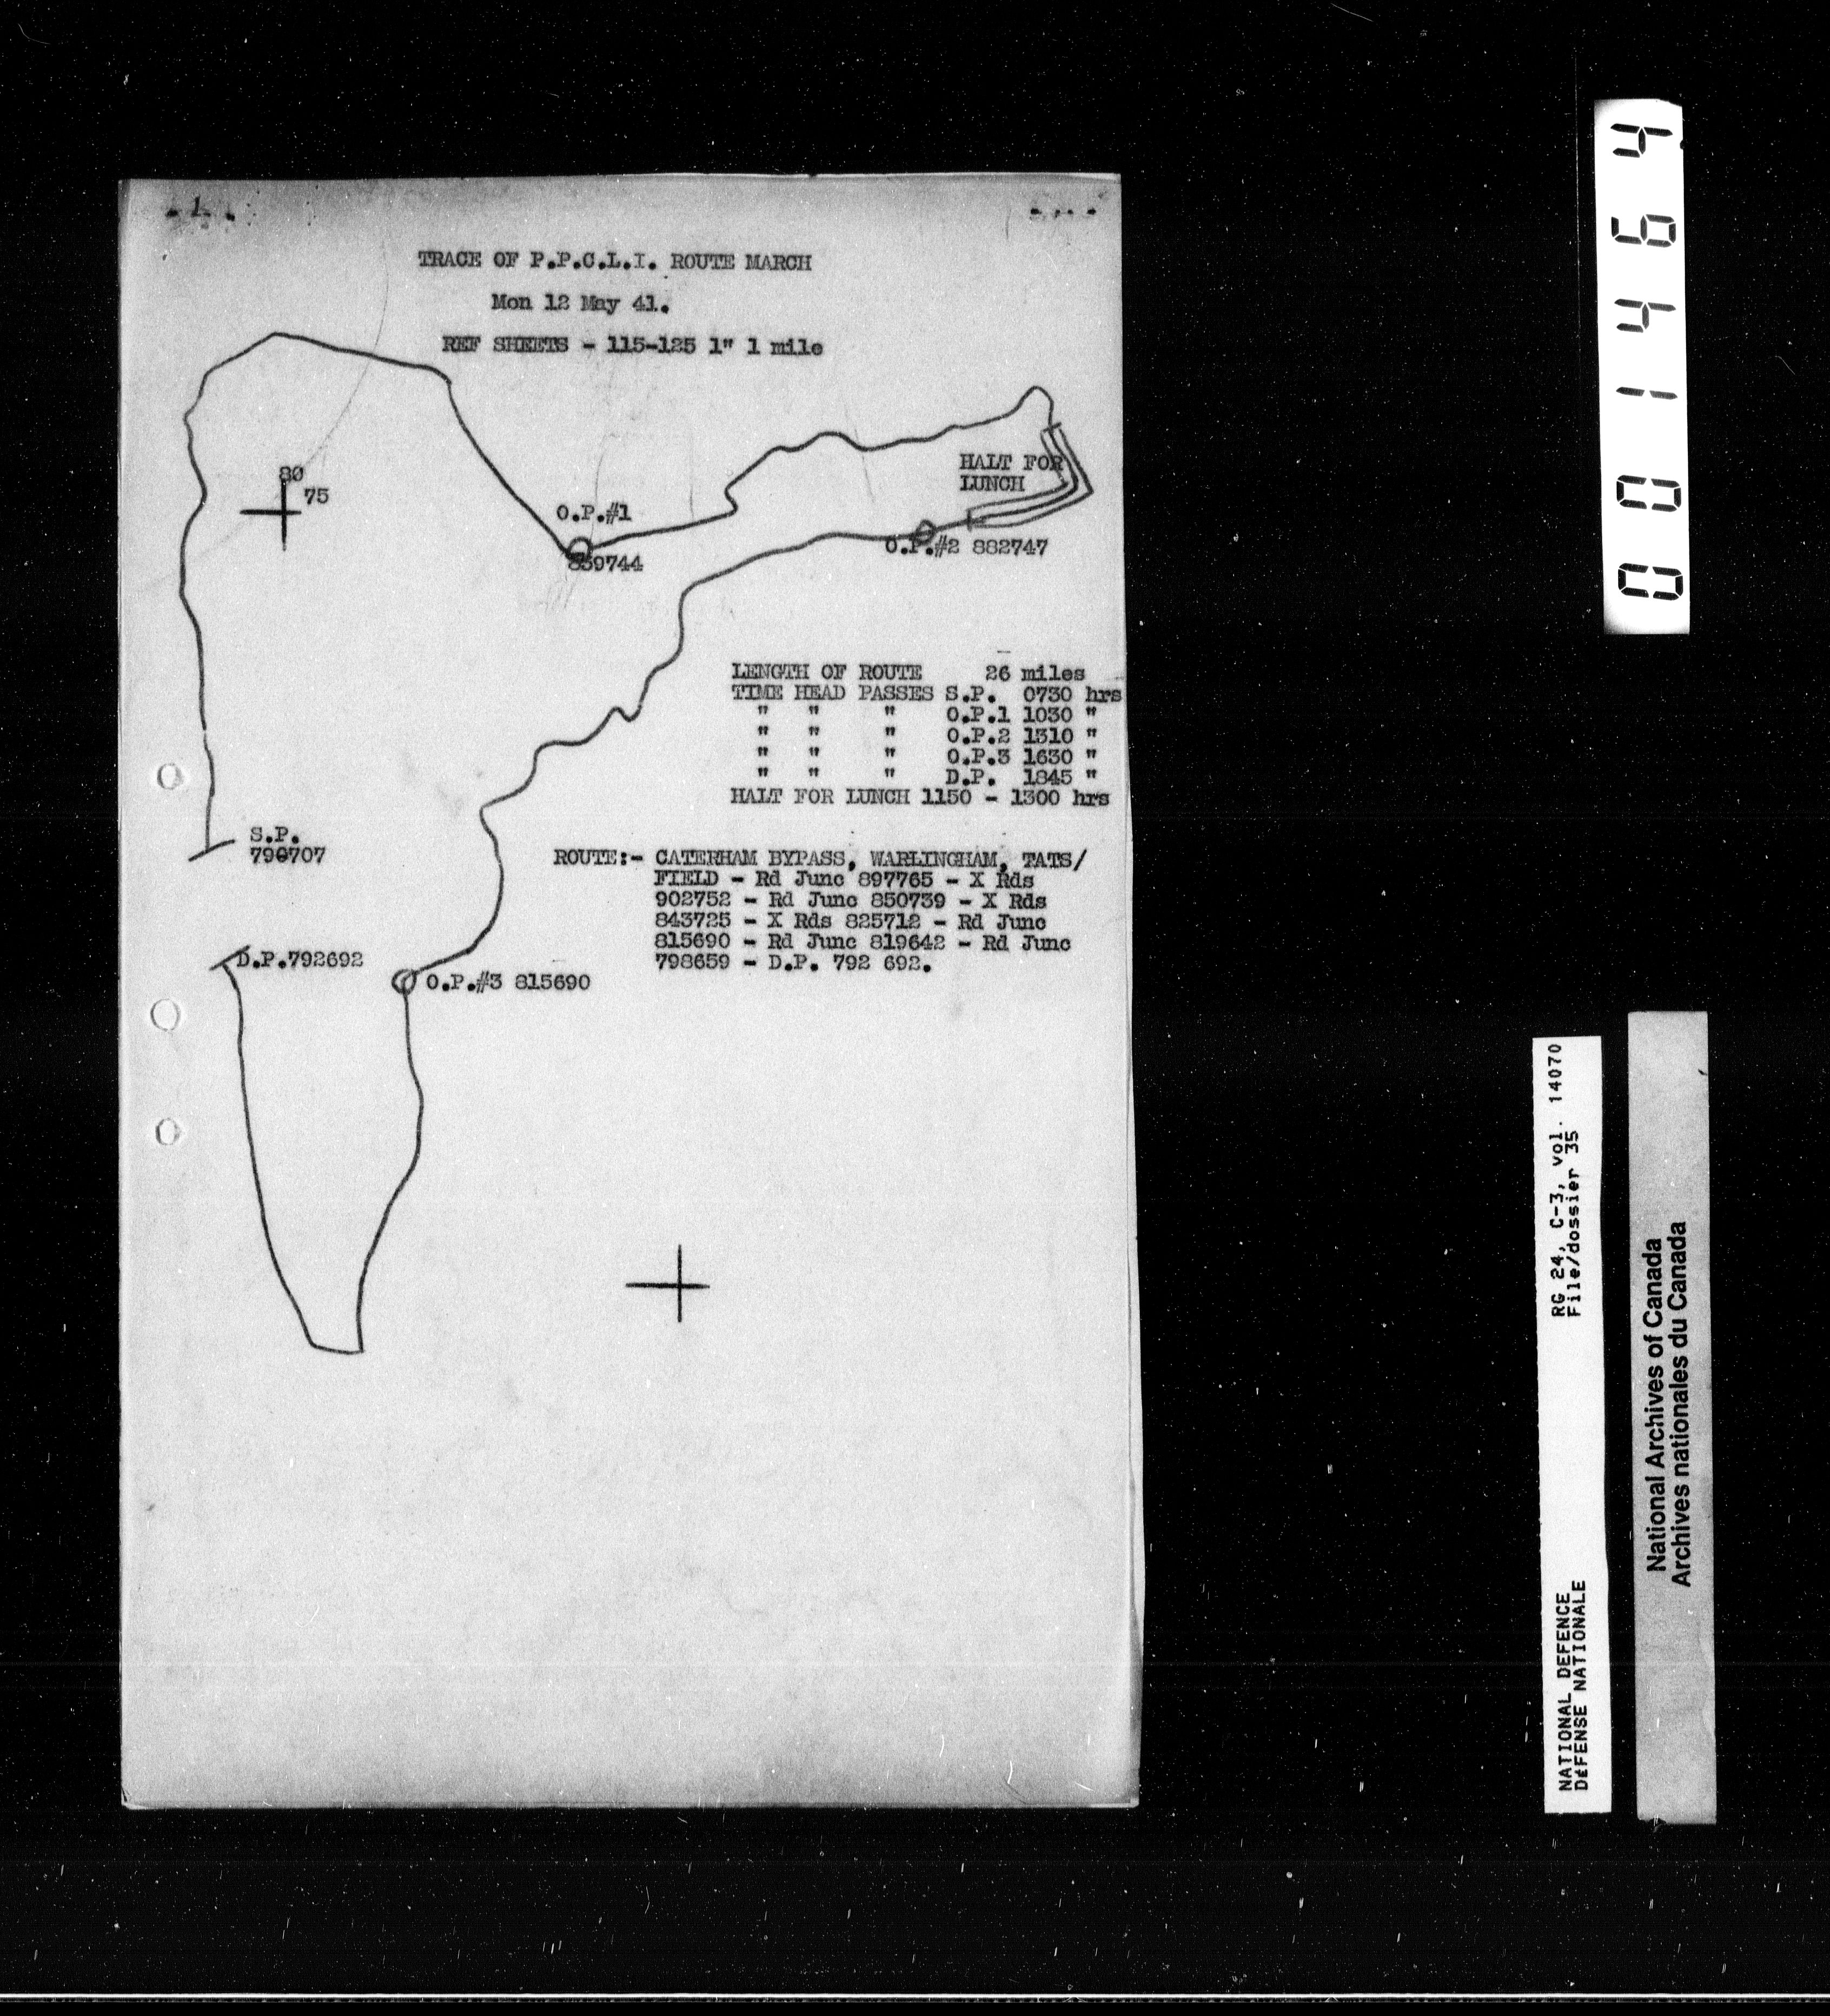 TRACE OF P.P.C.L.I. ROUTE MARCH
Mon 12 May 41.
REF SHEETS - 115-125 1" 1 mile
80
75
HALT FOR
LUNCH
O.P.#1
859744
O.P.#2 882747
LENGTH OF ROUTE 26 miles
TIME HEAD PASSES S.P. 0730 hrs
" " " O.P.1 1030 "
" " " O.P.2 1310 "
" " " O.P.3 1630 "
" " " D.P. 1845 "
HALT FOR LUNCH 1150 - 1300 hrs
S.P.
790707
ROUTE:- CATERHAM BYPASS, WARLINGHAM, TATS/
FIELD - Rd Junc 897765 - X Rds
902752 - Rd Junc 850739 - X Rds
843725 - X Rds 825712 - Rd Junc
815690 - Rd Junc 819642 - Rd Junc
798659 - D.P. 792 692.
D.P.792692
O.P.#3 815690
001464
RG 24, C-3, vol. 14070
File/dossier 35
NATIONAL DEFENCE
DÉFENSE NATIONALE
National Archives of Canada
Archives nationales du Canada